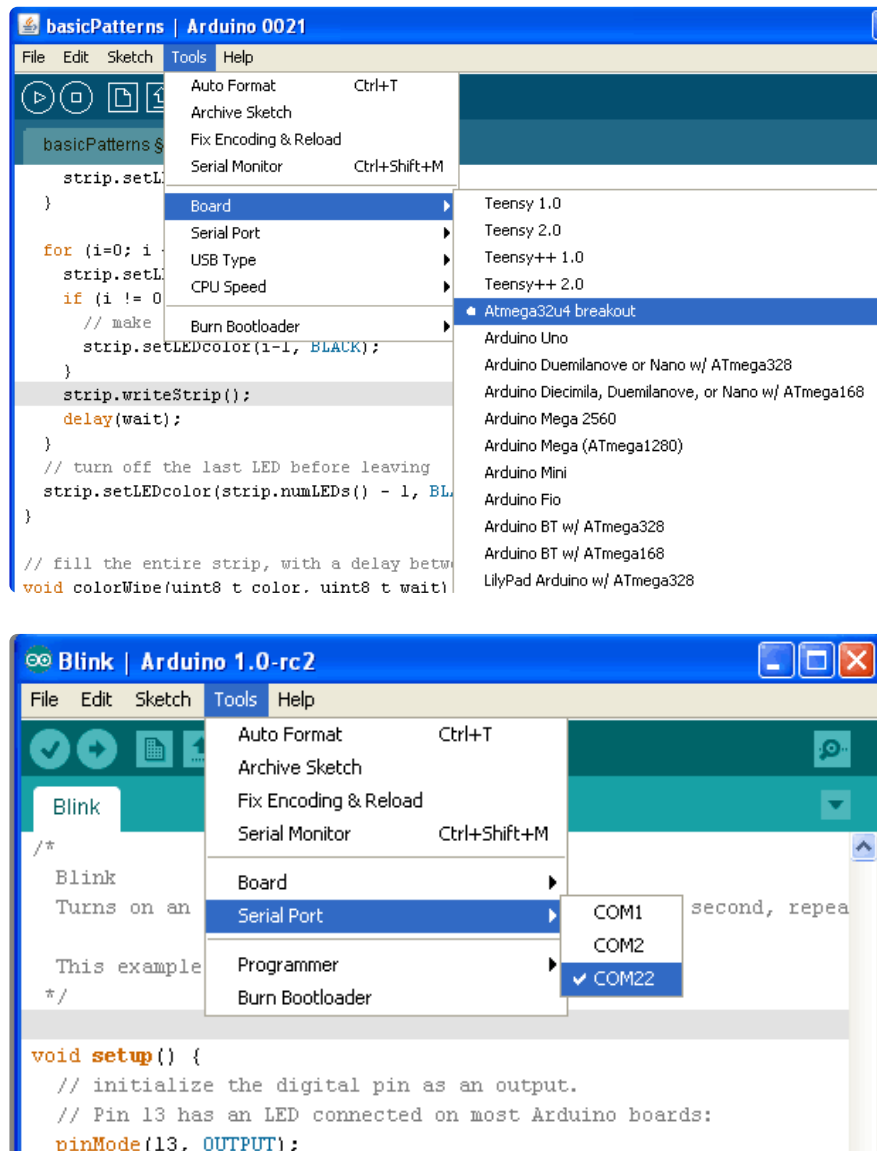 basicPatterns | Arduino 0021
File Edit Sketch Tools Help
Auto Format Ctrl+T
Archive Sketch
Fix Encoding & Reload
Serial Monitor Ctrl+Shift+M
Board
Serial Port
USB Type
CPU Speed
Burn Bootloader
Teensy 1.0
Teensy 2.0
Teensy++ 1.0
Teensy++ 2.0
Atmega32u4 breakout
Arduino Uno
Arduino Duemilanove or Nano w/ ATmega328
Arduino Diecimila, Duemilanove, or Nano w/ ATmega168
Arduino Mega 2560
Arduino Mega (ATmega1280)
Arduino Mini
Arduino Fio
Arduino BT w/ ATmega328
Arduino BT w/ ATmega168
LilyPad Arduino w/ ATmega328
basicPatterns §
strip.setL
}
for (i=0; i
strip.setL
if (i != 0
// make
strip.setLEDcolor(i-1, BLACK);
}
strip.writeStrip();
delay(wait);
}
// turn off the last LED before leaving
strip.setLEDcolor(strip.numLEDs() - 1, BL
}
// fill the entire strip, with a delay betw
void colorWipe(uint8_t color, uint8_t wait)
Blink | Arduino 1.0-rc2
File Edit Sketch Tools Help
Auto Format Ctrl+T
Archive Sketch
Fix Encoding & Reload
Serial Monitor Ctrl+Shift+M
Board
Serial Port
Programmer
Burn Bootloader
COM1
COM2
COM22
Blink
/*
Blink
Turns on an second, repea
This example
*/
void setup() {
// initialize the digital pin as an output.
// Pin 13 has an LED connected on most Arduino boards:
pinMode(13, OUTPUT);